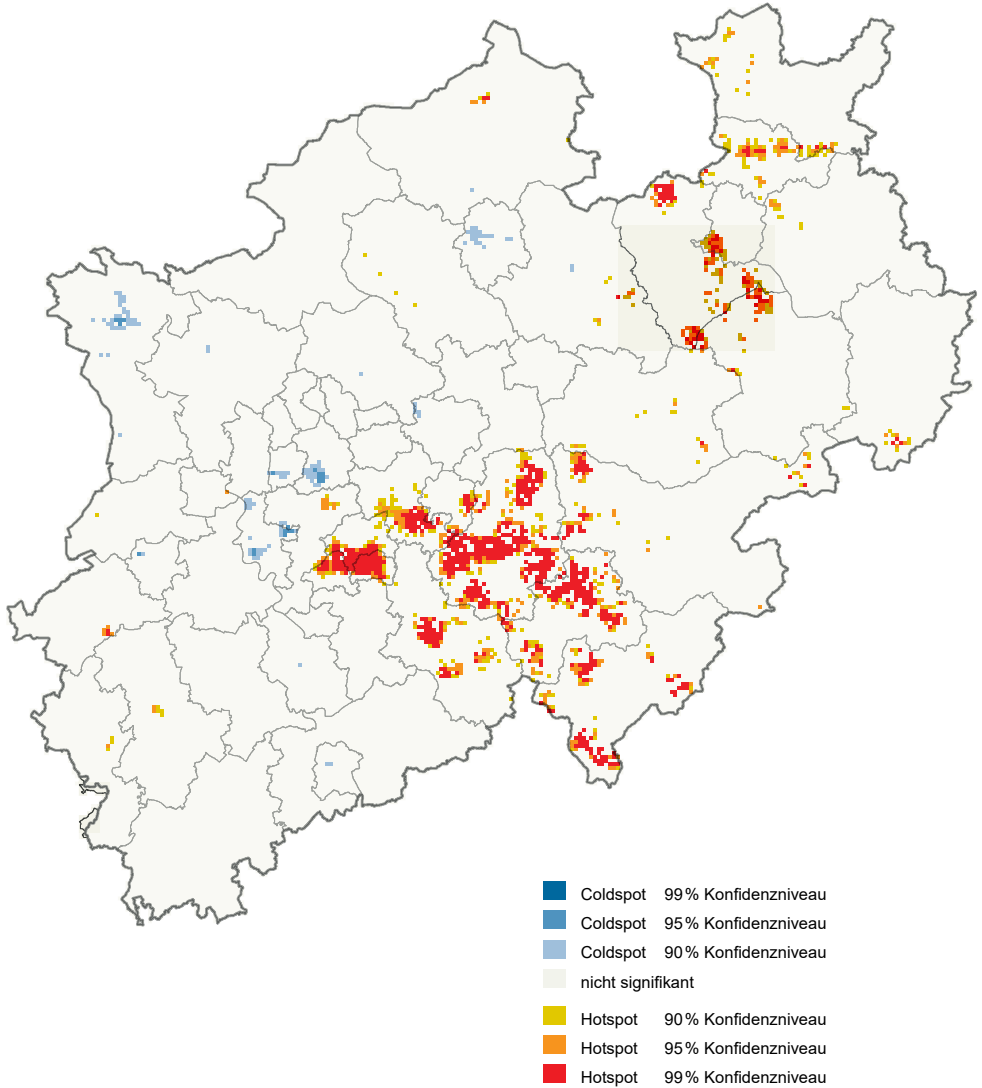 Coldspot 99 % Konfidenzniveau
Coldspot 95 % Konfidenzniveau
Coldspot 90 % Konfidenzniveau
nicht signifikant
Hotspot 90 % Konfidenzniveau
Hotspot 95 % Konfidenzniveau
Hotspot 99 % Konfidenzniveau